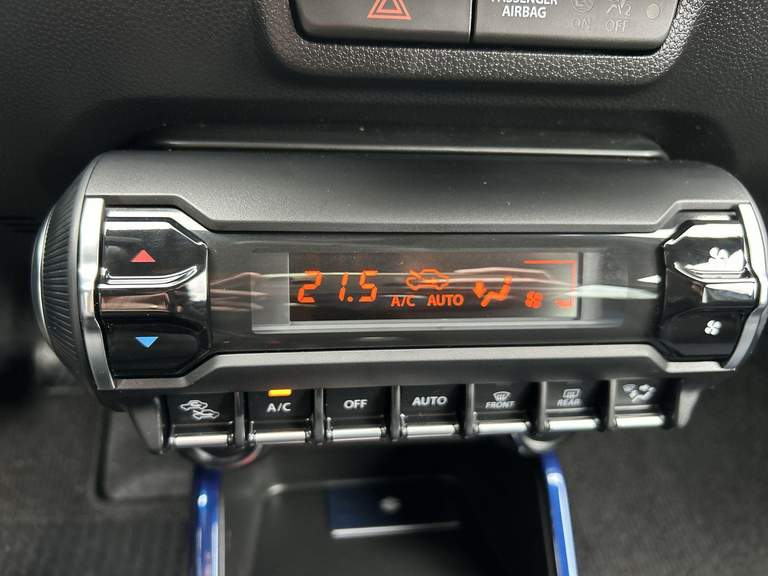 PASSENGER
AIRBAG
ON OFF
21.5 A/C AUTO
A/C OFF AUTO FRONT REAR